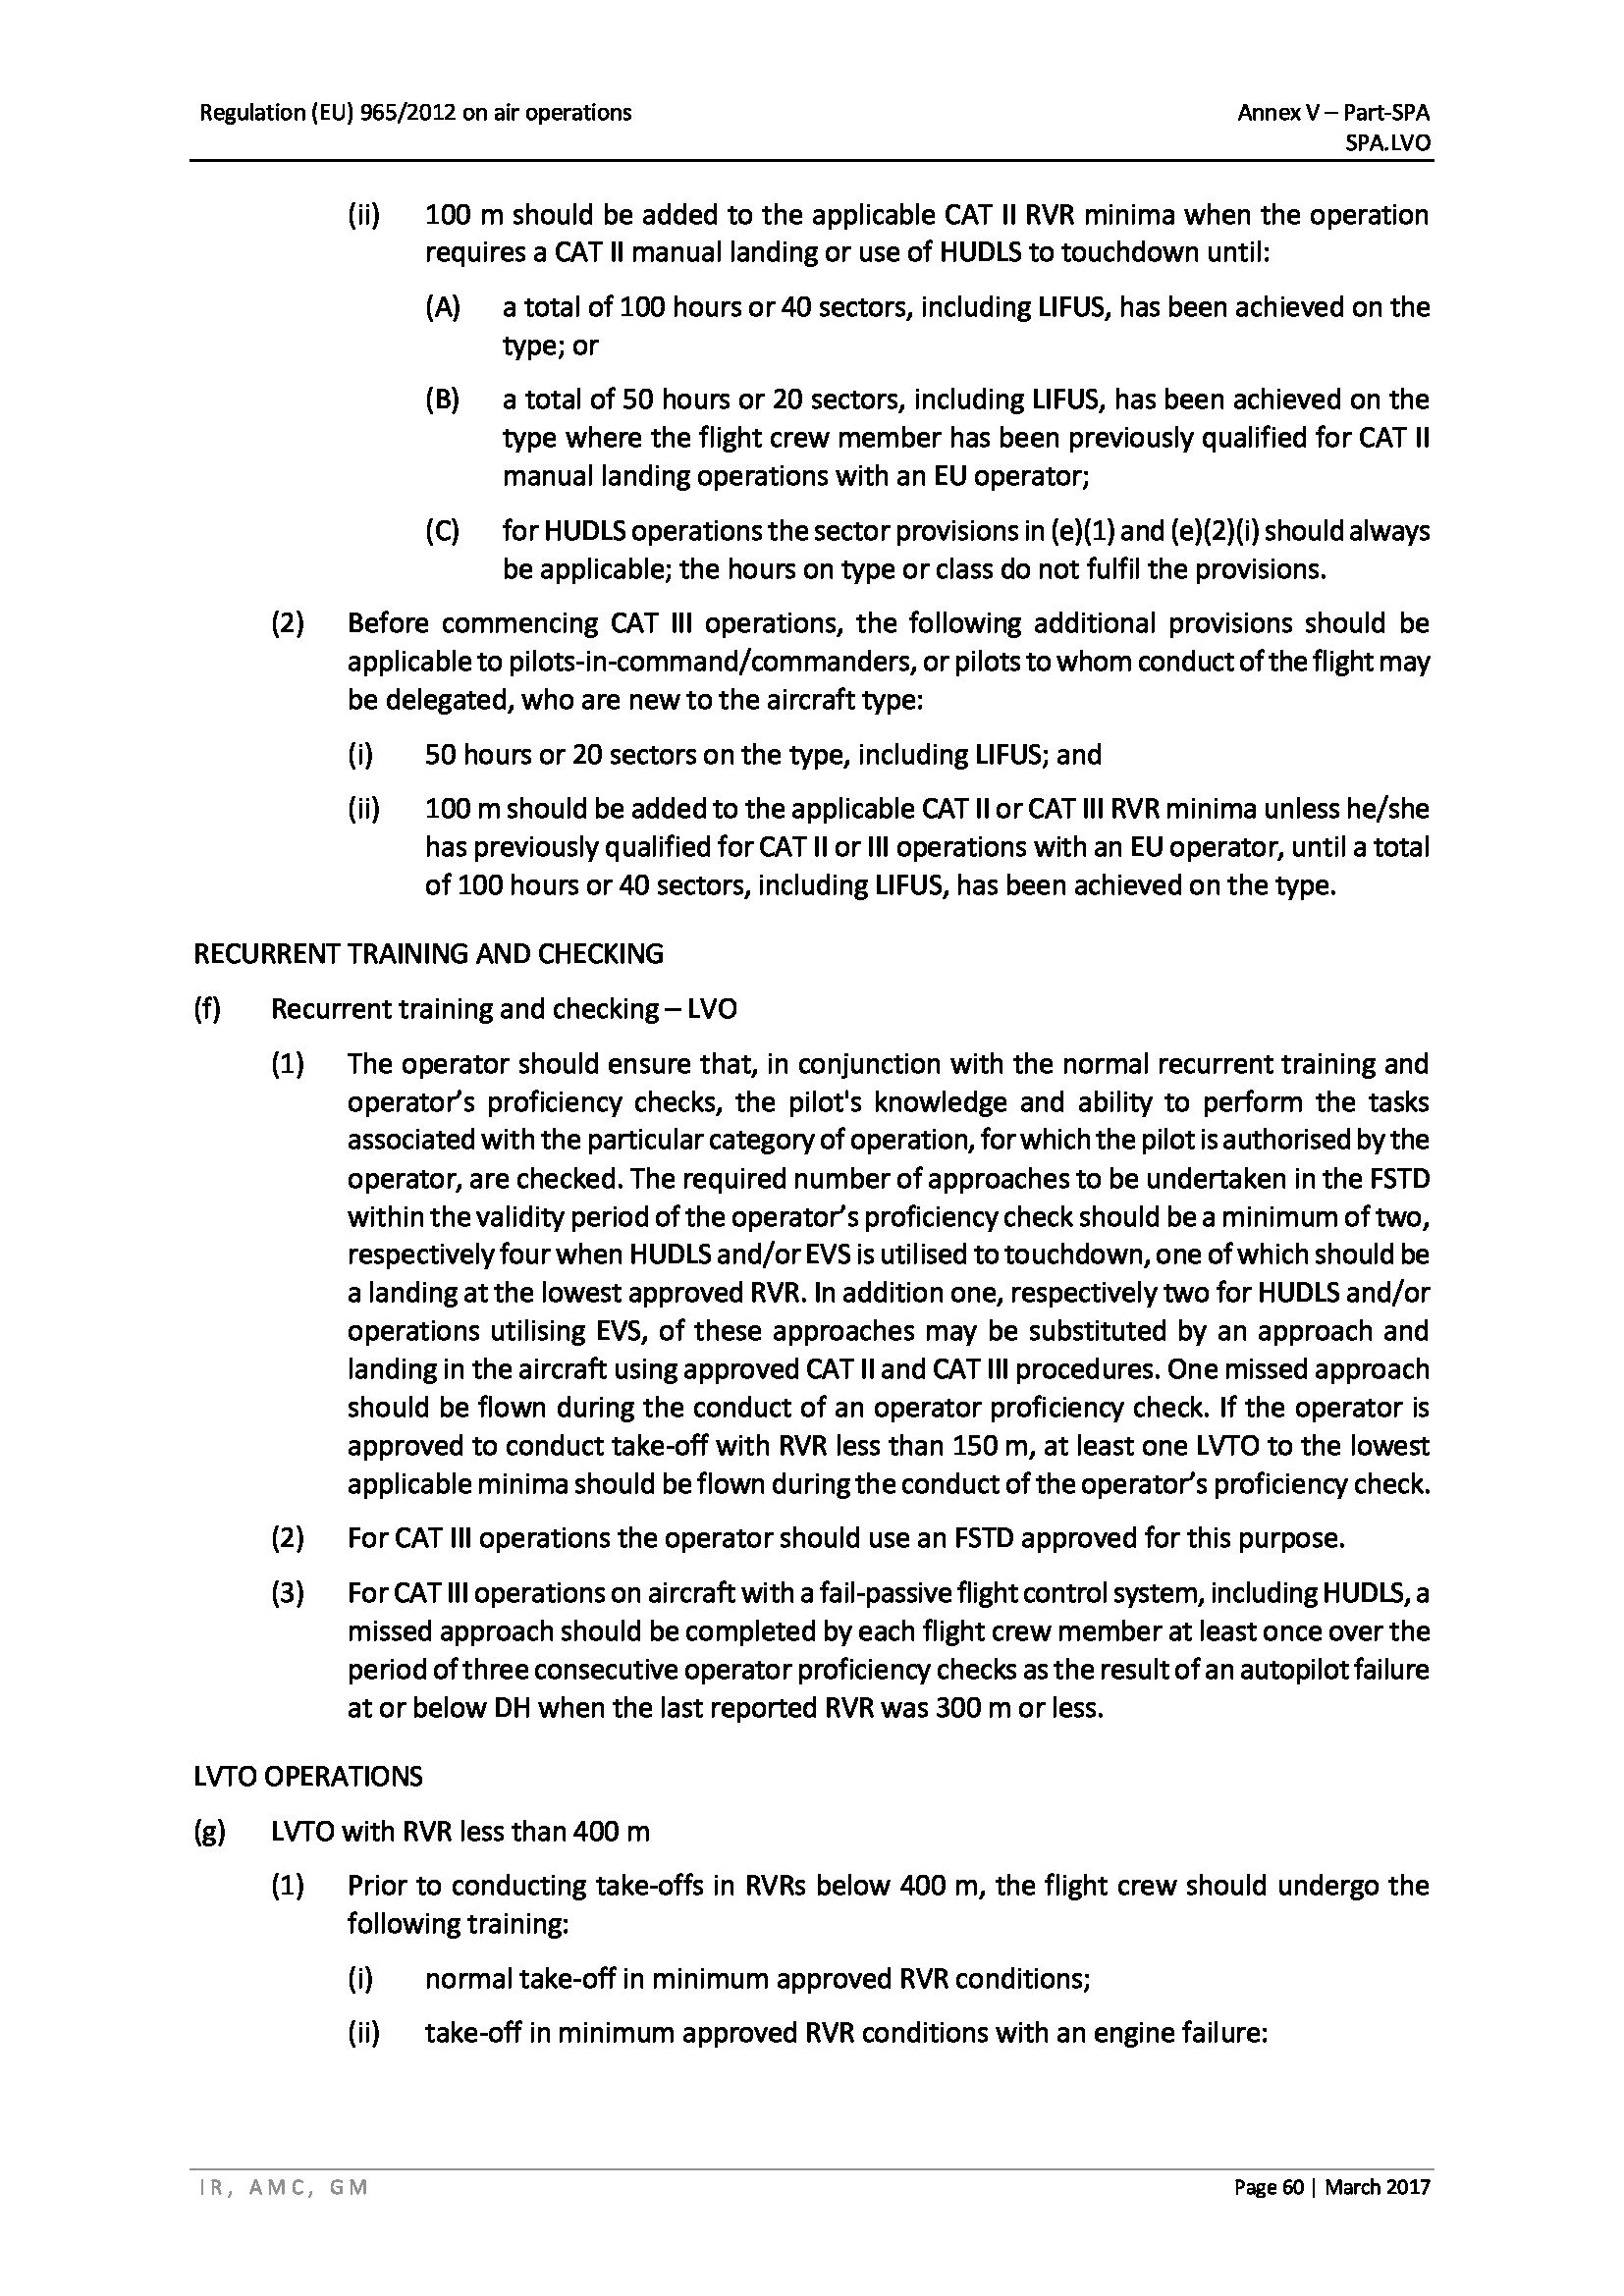 Regulation (EU) 965/2012 on air operations
Annex V – Part-SPA
SPA.LVO
(ii) 100 m should be added to the applicable CAT II RVR minima when the operation
requires a CAT II manual landing or use of HUDLS to touchdown until:
(A) a total of 100 hours or 40 sectors, including LIFUS, has been achieved on the
type; or
(B) a total of 50 hours or 20 sectors, including LIFUS, has been achieved on the
type where the flight crew member has been previously qualified for CAT II
manual landing operations with an EU operator;
(C) for HUDLS operations the sector provisions in (e)(1) and (e)(2)(i) should always
be applicable; the hours on type or class do not fulfil the provisions.
(2) Before commencing CAT III operations, the following additional provisions should be
applicable to pilots-in-command/commanders, or pilots to whom conduct of the flight may
be delegated, who are new to the aircraft type:
(i) 50 hours or 20 sectors on the type, including LIFUS; and
(ii) 100 m should be added to the applicable CAT II or CAT III RVR minima unless he/she
has previously qualified for CAT II or III operations with an EU operator, until a total
of 100 hours or 40 sectors, including LIFUS, has been achieved on the type.
RECURRENT TRAINING AND CHECKING
(f) Recurrent training and checking – LVO
(1) The operator should ensure that, in conjunction with the normal recurrent training and
operator’s proficiency checks, the pilot's knowledge and ability to perform the tasks
associated with the particular category of operation, for which the pilot is authorised by the
operator, are checked. The required number of approaches to be undertaken in the FSTD
within the validity period of the operator’s proficiency check should be a minimum of two,
respectively four when HUDLS and/or EVS is utilised to touchdown, one of which should be
a landing at the lowest approved RVR. In addition one, respectively two for HUDLS and/or
operations utilising EVS, of these approaches may be substituted by an approach and
landing in the aircraft using approved CAT II and CAT III procedures. One missed approach
should be flown during the conduct of an operator proficiency check. If the operator is
approved to conduct take-off with RVR less than 150 m, at least one LVTO to the lowest
applicable minima should be flown during the conduct of the operator’s proficiency check.
(2) For CAT III operations the operator should use an FSTD approved for this purpose.
(3) For CAT III operations on aircraft with a fail-passive flight control system, including HUDLS, a
missed approach should be completed by each flight crew member at least once over the
period of three consecutive operator proficiency checks as the result of an autopilot failure
at or below DH when the last reported RVR was 300 m or less.
LVTO OPERATIONS
(g) LVTO with RVR less than 400 m
(1) Prior to conducting take-offs in RVRs below 400 m, the flight crew should undergo the
following training:
(i) normal take-off in minimum approved RVR conditions;
(ii) take-off in minimum approved RVR conditions with an engine failure:
IR, AMC, GM
Page 60 | March 2017